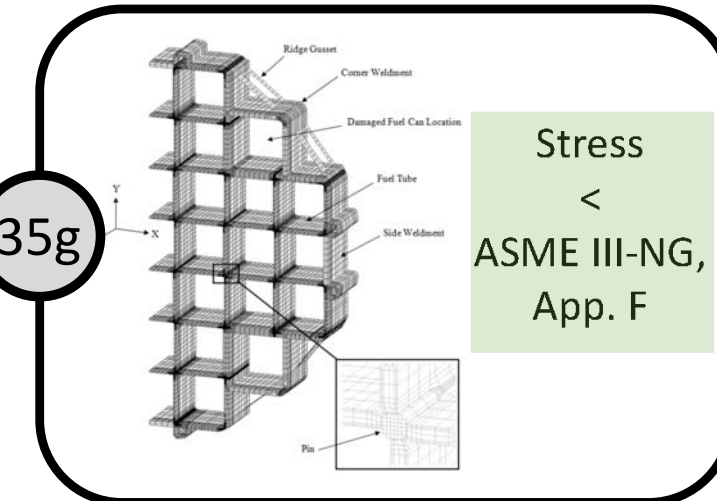 Ridge Gusset
Corner Weldment
Damaged Fuel Can Location
Fuel Tube
Side Weldment
Pin
Y
X
35g
Stress
<
ASME III-NG,
App. F